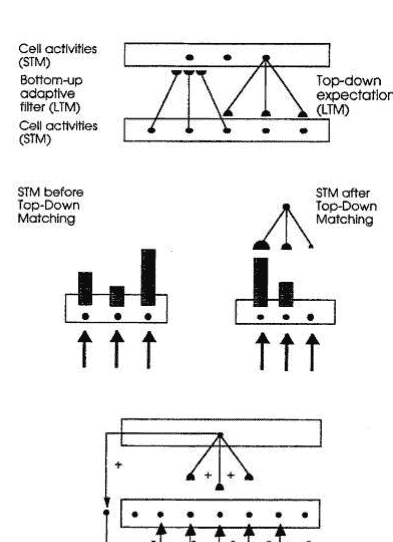 Cell activities
(STM)
Bottom-up
adaptive
filter (LTM)
Cell activities
(STM)
Top-down
expectation
(LTM)
STM before
Top-Down
Matching
STM after
Top-Down
Matching
+
+ +